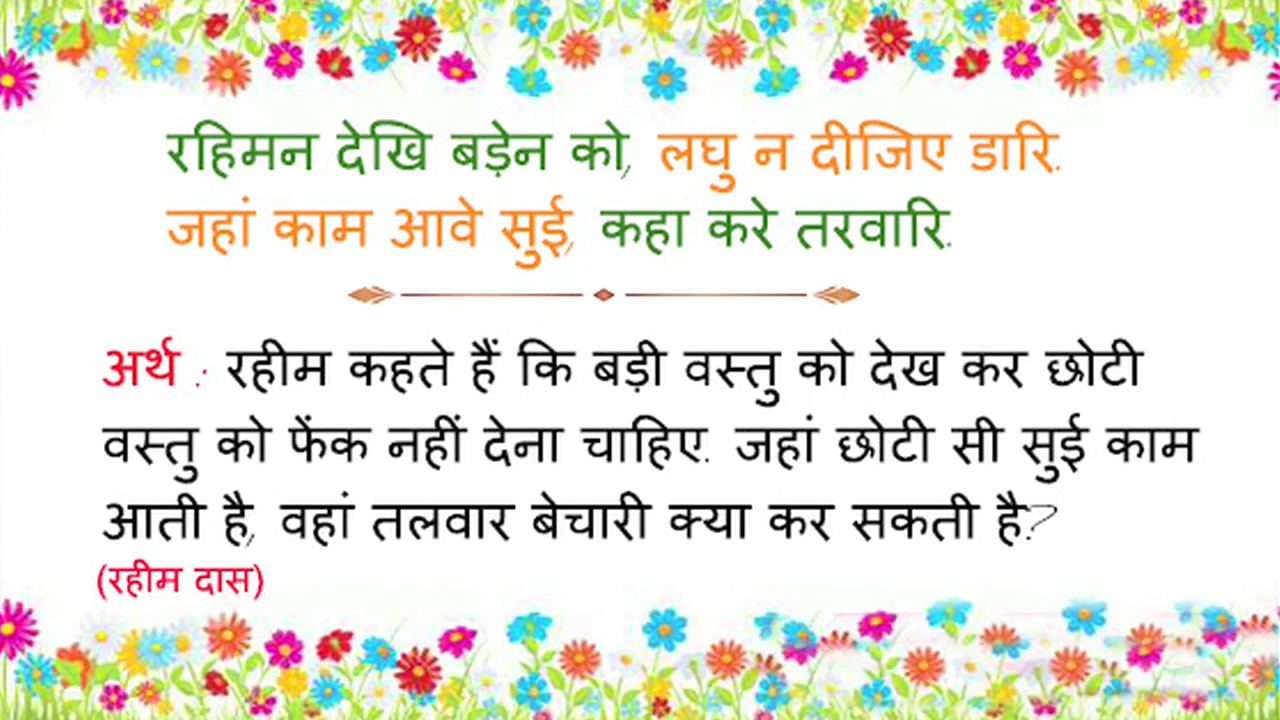 रहिमन देखि बड़ेन को, लघु न दीजिए डारि.
जहां काम आवे सुई, कहा करे तरवारि.
अर्थ : रहीम कहते हैं कि बड़ी वस्तु को देख कर छोटी
वस्तु को फेंक नहीं देना चाहिए. जहां छोटी सी सुई काम
आती है, वहां तलवार बेचारी क्या कर सकती है?
(रहीम दास)